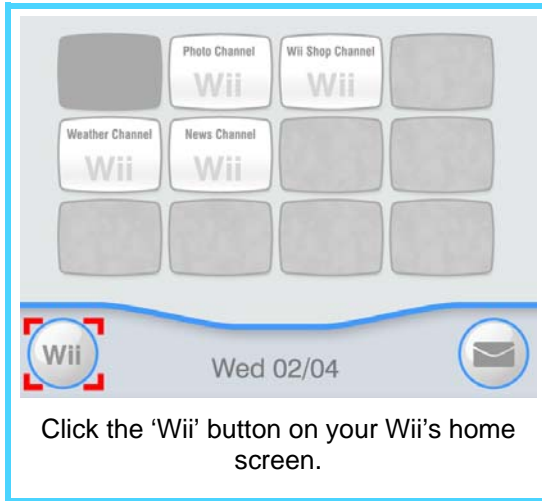 Photo Channel Wii Shop Channel
Wii Wii
Weather Channel News Channel
Wii Wii
Wii
Wed 02/04
Click the ‘Wii’ button on your Wii’s home
screen.